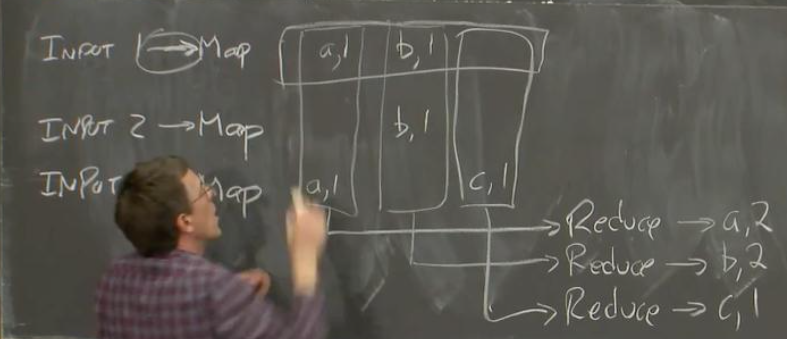 INPUT 1 → Map a,1 b,1
INPUT 2 → Map b,1
INPUT Map a,1 c,1
Reduce → a,2
Reduce → b,2
Reduce → c,1